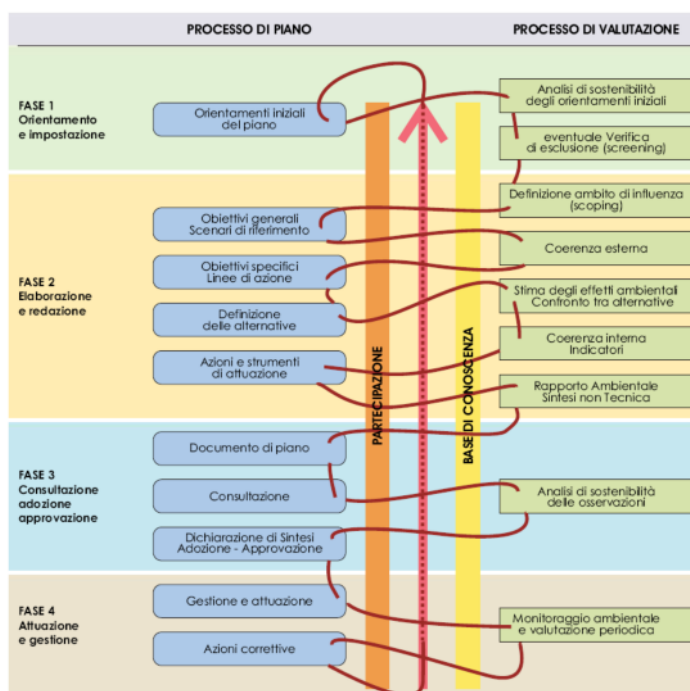 PROCESSO DI PIANO
PROCESSO DI VALUTAZIONE
FASE 1
Orientamento
e impostazione
Orientamenti iniziali
del piano
Analisi di sostenibilità
degli orientamenti iniziali
eventuale Verifica
di esclusione (screening)
FASE 2
Elaborazione
e redazione
Obiettivi generali
Scenari di riferimento
Obiettivi specifici
Linee di azione
Definizione
delle alternative
Azioni e strumenti
di attuazione
Definizione ambito di influenza
(scoping)
Coerenza esterna
Stima degli effetti ambientali
Confronto tra alternative
Coerenza interna
Indicatori
Rapporto Ambientale
Sintesi non Tecnica
PARTECIPAZIONE
BASE DI CONOSCENZA
FASE 3
Consultazione
adozione
approvazione
Documento di piano
Consultazione
Dichiarazione di Sintesi
Adozione - Approvazione
Analisi di sostenibilità
delle osservazioni
FASE 4
Attuazione
e gestione
Gestione e attuazione
Azioni correttive
Monitoraggio ambientale
e valutazione periodica